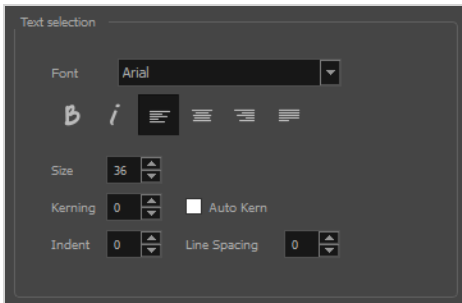 Text selection
Font Arial
B i
Size 36
Kerning 0 Auto Kern
Indent 0 Line Spacing 0